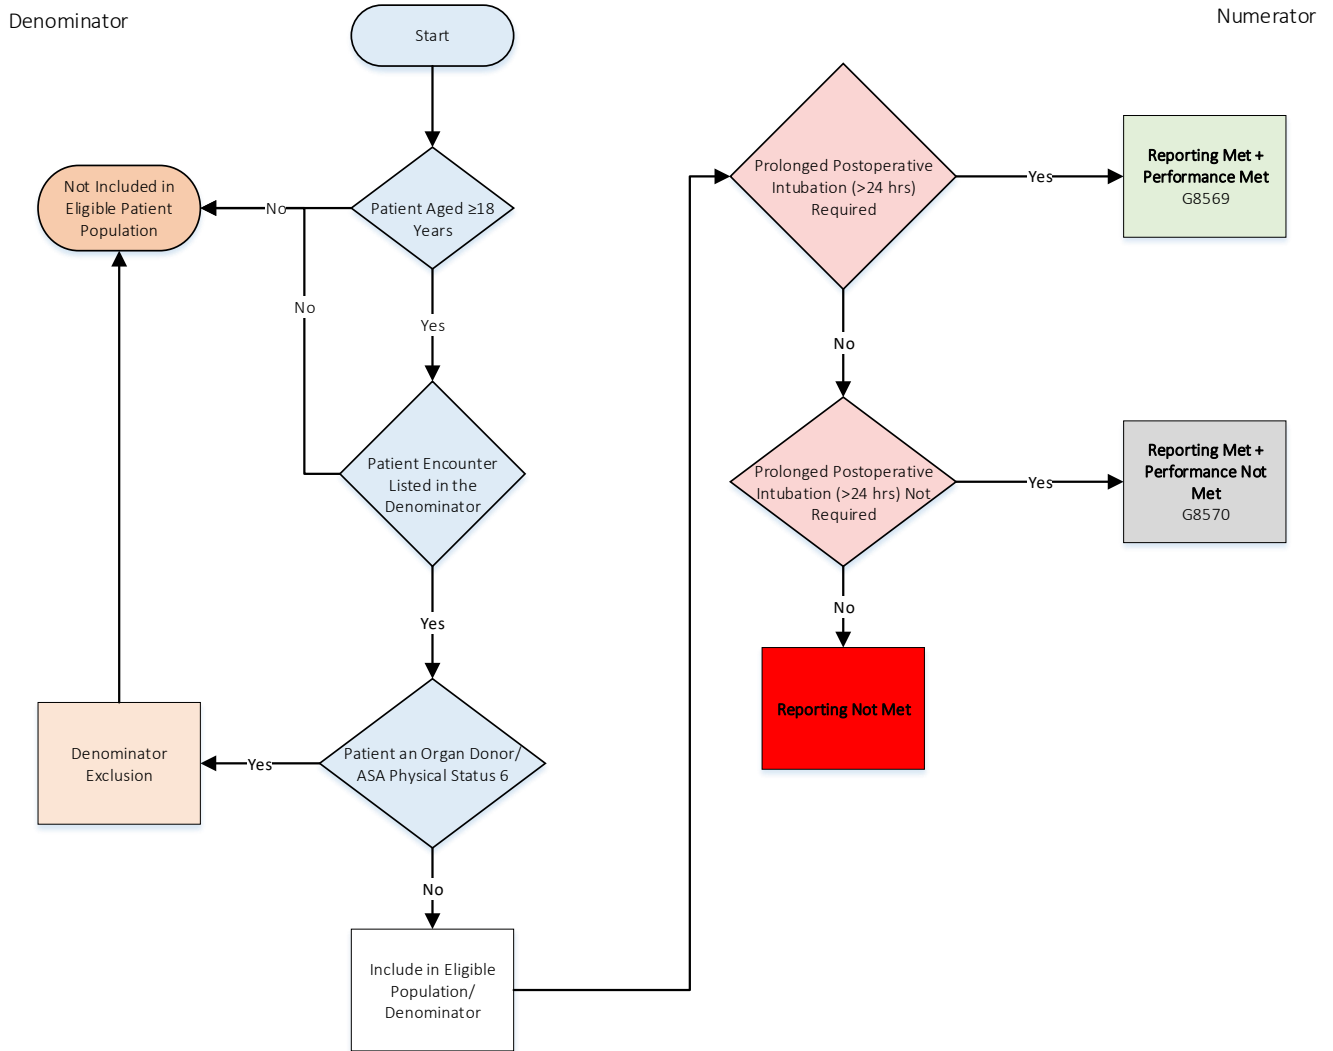 Denominator
Numerator
Start
Patient Aged ≥18
Years
No
Not Included in
Eligible Patient
Population
No
Yes
Patient Encounter
Listed in the
Denominator
Yes
Patient an Organ Donor/
ASA Physical Status 6
Yes
Denominator
Exclusion
No
Include in Eligible
Population/
Denominator
Prolonged Postoperative
Intubation (>24 hrs)
Required
Yes
Reporting Met +
Performance Met
G8569
No
Prolonged Postoperative
Intubation (>24 hrs) Not
Required
Yes
Reporting Met +
Performance Not
Met
G8570
No
Reporting Not Met